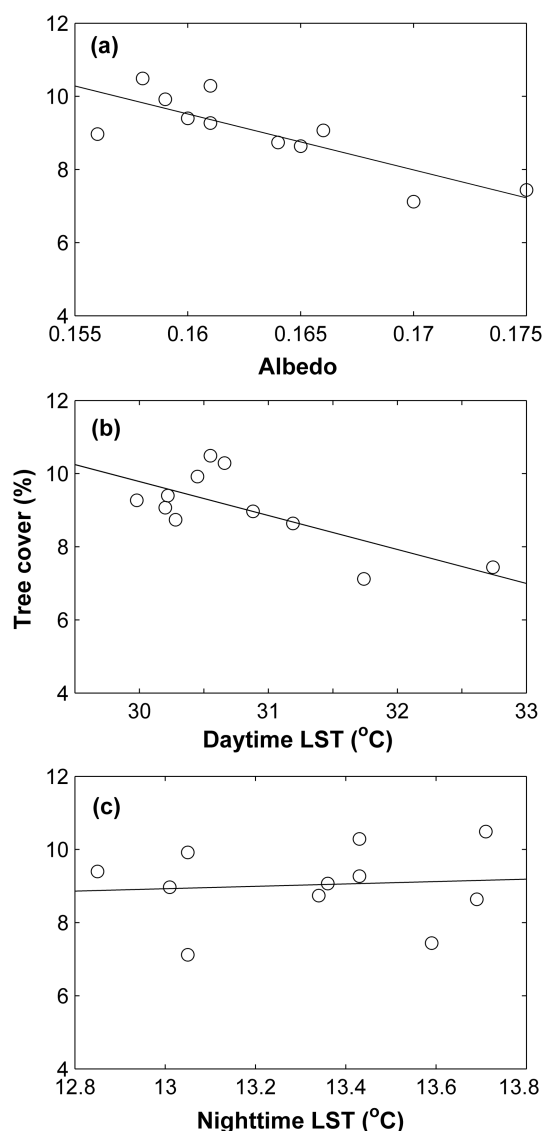 12
(a)
10
8
6
4
0.155 0.16 0.165 0.17 0.175
Albedo
12
(b)
10
8
6
4
30 31 32 33
Daytime LST (°C)
Tree cover (%)
12
(c)
10
8
6
4
12.8 13 13.2 13.4 13.6 13.8
Nighttime LST (°C)